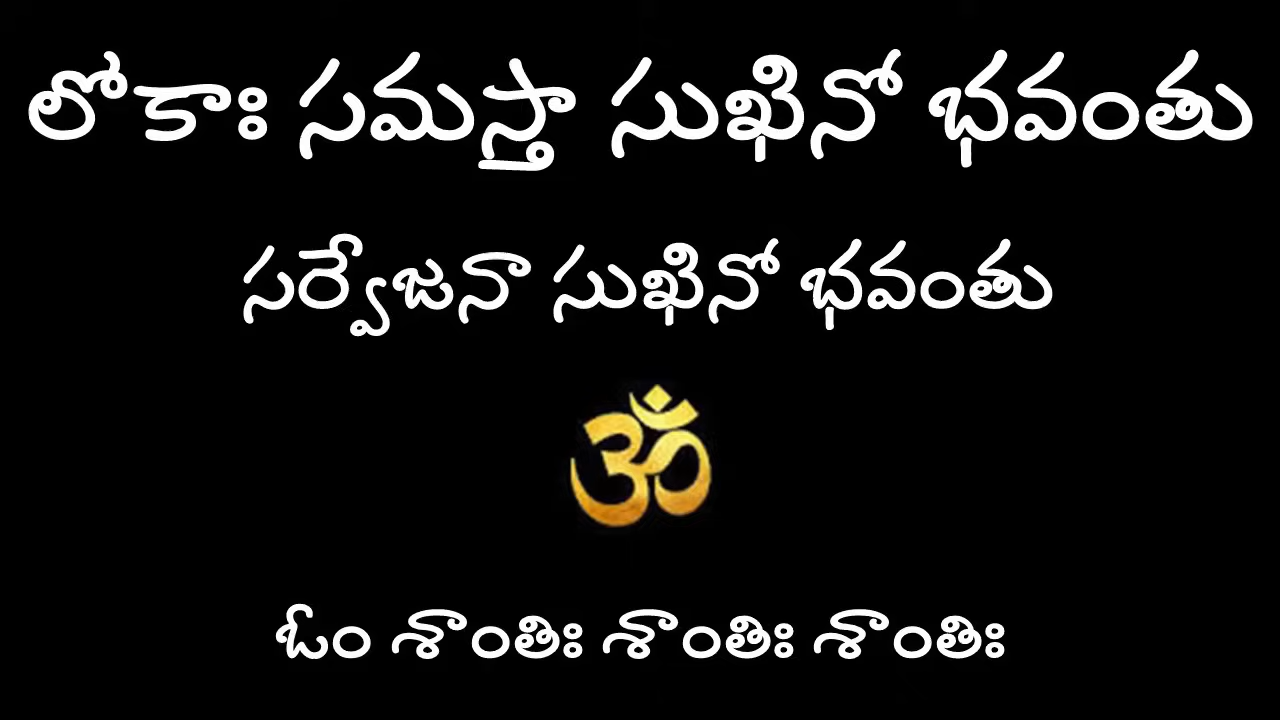 లోకాః సమస్తా సుఖినో భవంతు
సర్వేజనా సుఖినో భవంతు
ॐ
ఓం శాంతిః శాంతిః శాంతిః